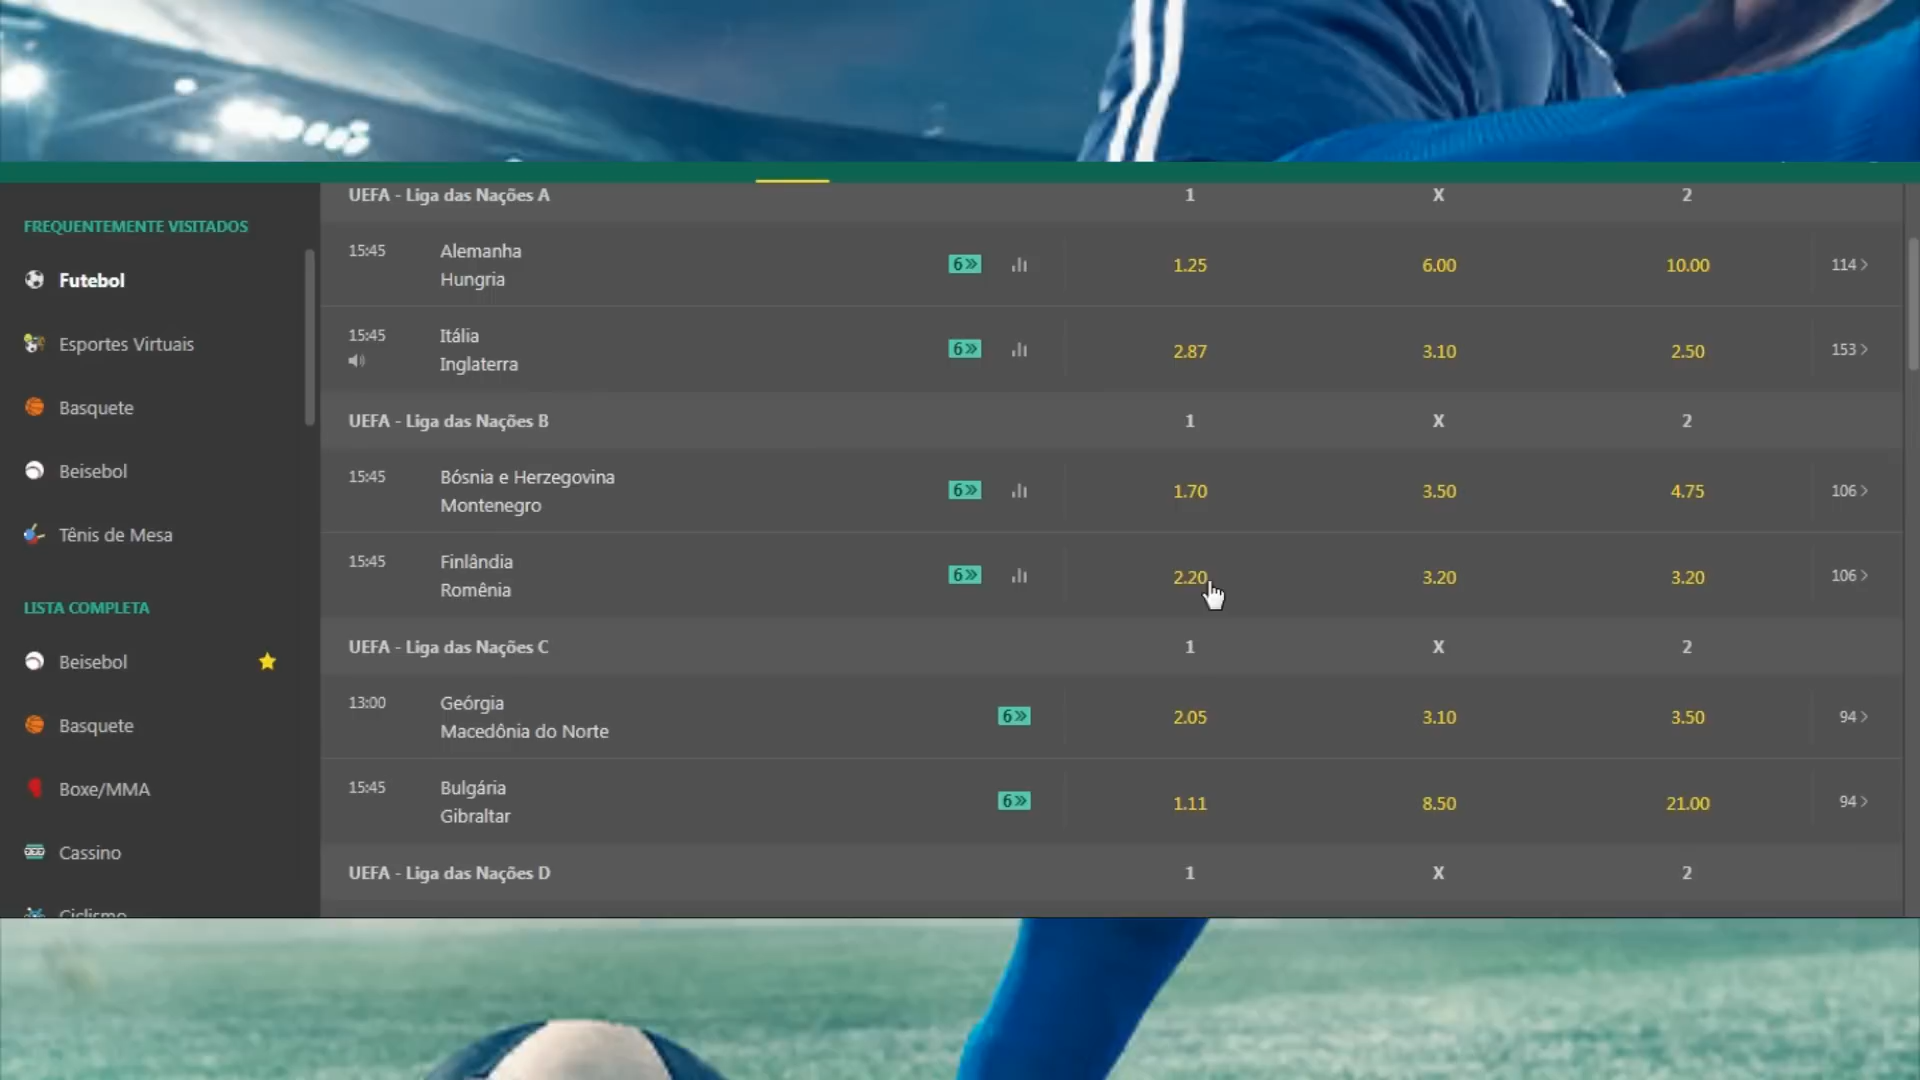 UEFA - Liga das Nações A 1 X 2
FREQUENTEMENTE VISITADOS
Futebol
Esportes Virtuais
Basquete
Beisebol
Tênis de Mesa
LISTA COMPLETA
Beisebol
Basquete
Boxe/MMA
Cassino
Ciclismo
15:45 Alemanha 6 1.25 6.00 10.00 114
Hungria
15:45 Itália 6 2.87 3.10 2.50 153
Inglaterra
UEFA - Liga das Nações B 1 X 2
15:45 Bósnia e Herzegovina 6 1.70 3.50 4.75 106
Montenegro
15:45 Finlândia 6 2.20 3.20 3.20 106
Romênia
UEFA - Liga das Nações C 1 X 2
13:00 Geórgia 6 2.05 3.10 3.50 94
Macedônia do Norte
15:45 Bulgária 6 1.11 8.50 21.00 94
Gibraltar
UEFA - Liga das Nações D 1 X 2